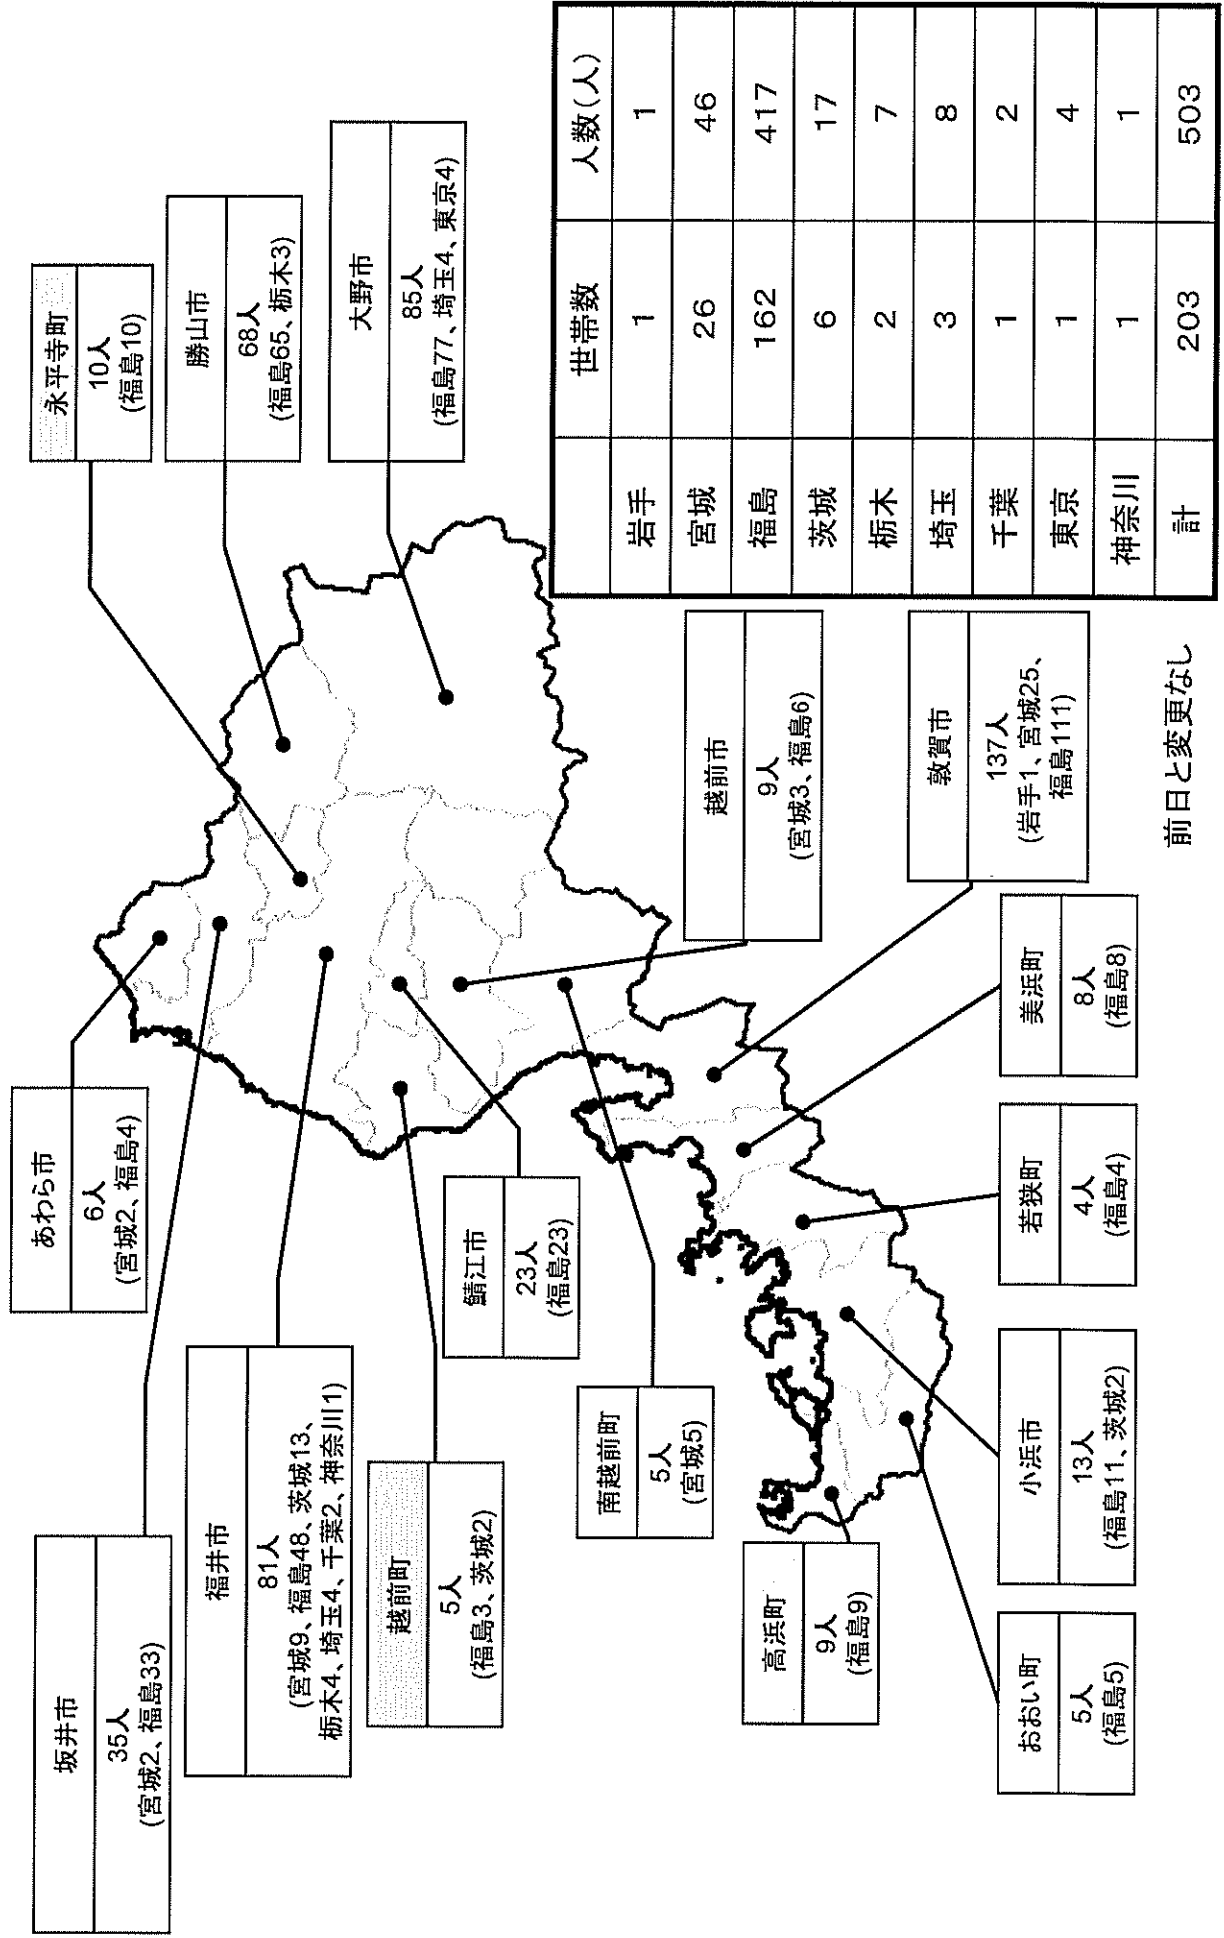 あわら市
6人
(宮城2、福島4)
坂井市
35人
(宮城2、福島33)
福井市
81人
(宮城9、福島48、茨城13、
栃木4、埼玉4、千葉2、神奈川1)
越前町
5人
(福島3、茨城2)
鯖江市
23人
(福島23)
南越前町
5人
(宮城5)
高浜町
9人
(福島9)
おおい町
5人
(福島5)
小浜市
13人
(福島11、茨城2)
若狭町
4人
(福島4)
美浜町
8人
(福島8)
敦賀市
137人
(岩手1、宮城25、
福島111)
越前市
9人
(宮城3、福島6)
永平寺町
10人
(福島10)
勝山市
68人
(福島65、栃木3)
大野市
85人
(福島77、埼玉4、東京4)
世帯数 人数(人)
岩手 1 1
宮城 26 46
福島 162 417
茨城 6 17
栃木 2 7
埼玉 3 8
千葉 1 2
東京 1 4
神奈川 1 1
計 203 503
前日と変更なし